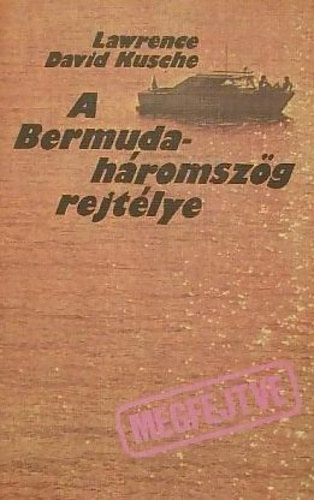 Lawrence
David Kusche
A
Bermuda-
háromszög
rejtélye
MEGFEJTVE